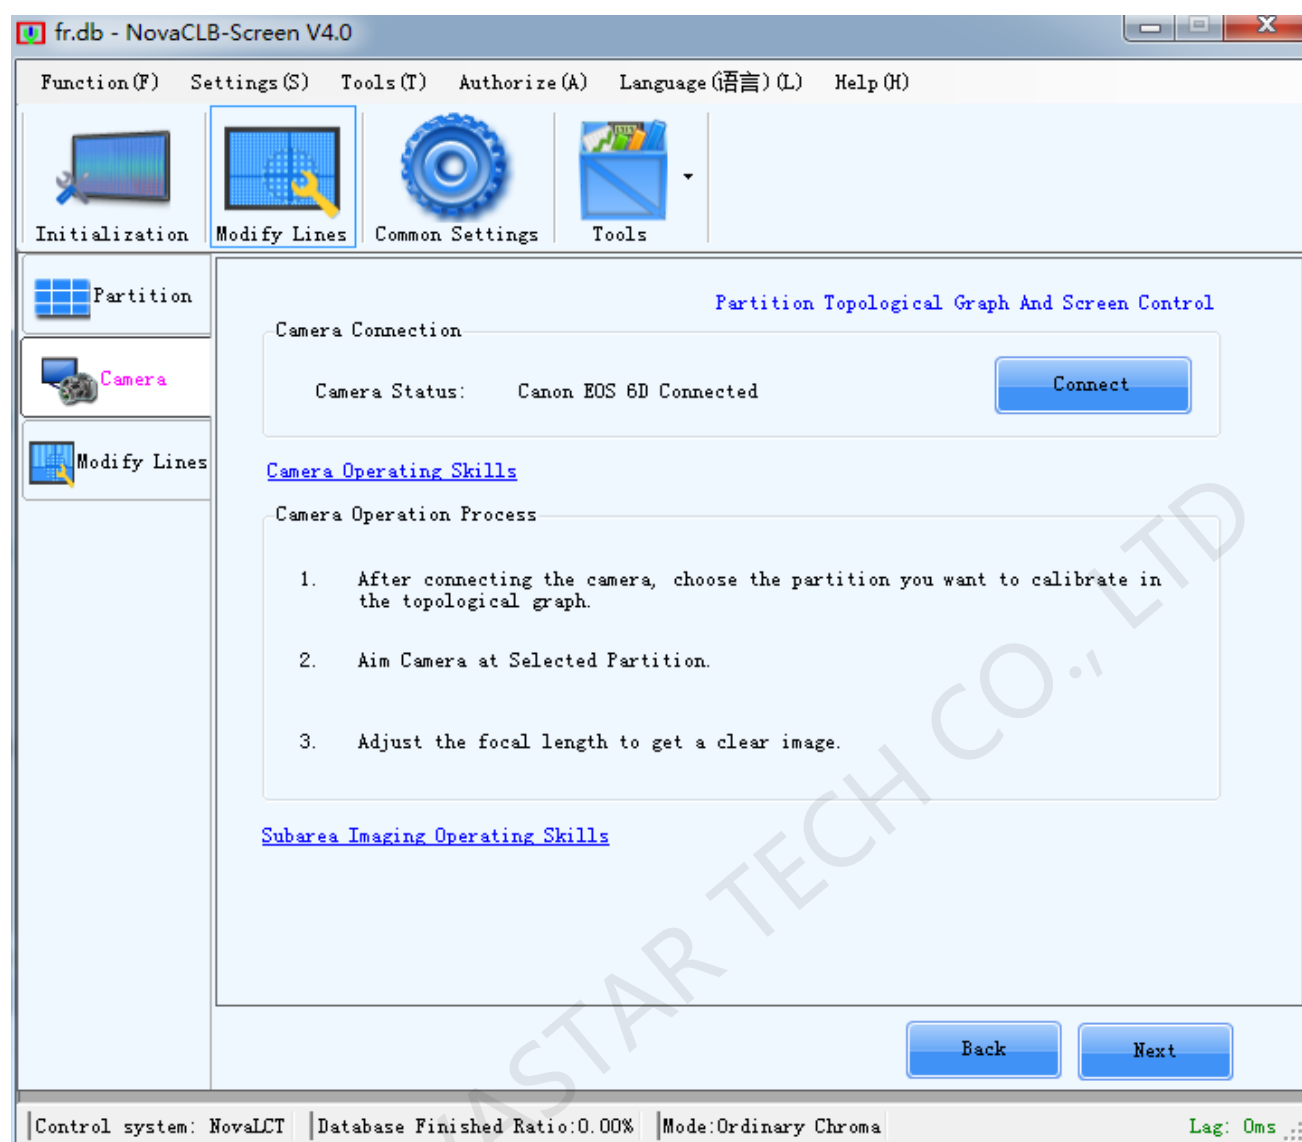 fr.db - NovaCLB-Screen V4.0
Function(F) Settings(S) Tools(T) Authorize(A) Language(语言)(L) Help(H)
Initialization Modify Lines Common Settings Tools
Partition
Camera
Modify Lines
Partition Topological Graph And Screen Control
Camera Connection
Camera Status: Canon EOS 6D Connected Connect
Camera Operating Skills
Camera Operation Process
1. After connecting the camera, choose the partition you want to calibrate in
the topological graph.
2. Aim Camera at Selected Partition.
3. Adjust the focal length to get a clear image.
Subarea Imaging Operating Skills
Back Next
Control system: NovaLCT Database Finished Ratio:0.00% Mode:Ordinary Chroma Lag: 0ms
TECH CO., LTD